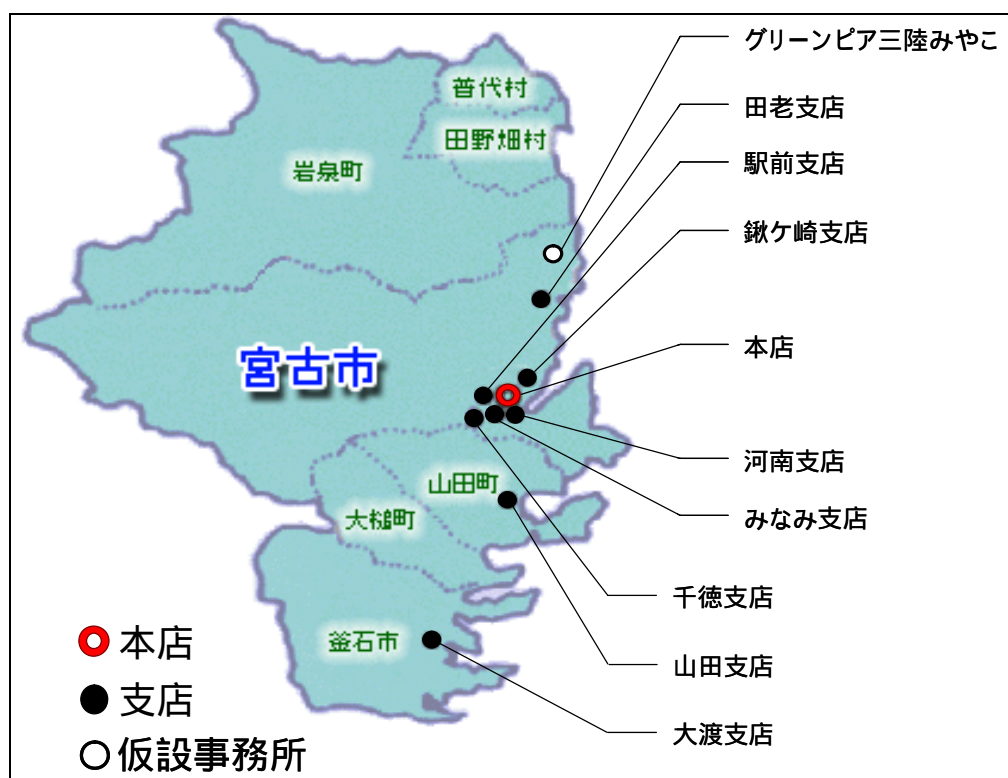 グリーンピア三陸みやこ
普代村
田老支店
田野畑村
駅前支店
岩泉町
鍬ケ崎支店
本店
宮古市
河南支店
山田町
みなみ支店
大槌町
千徳支店
釜石市
山田支店
大渡支店
本店
支店
仮設事務所